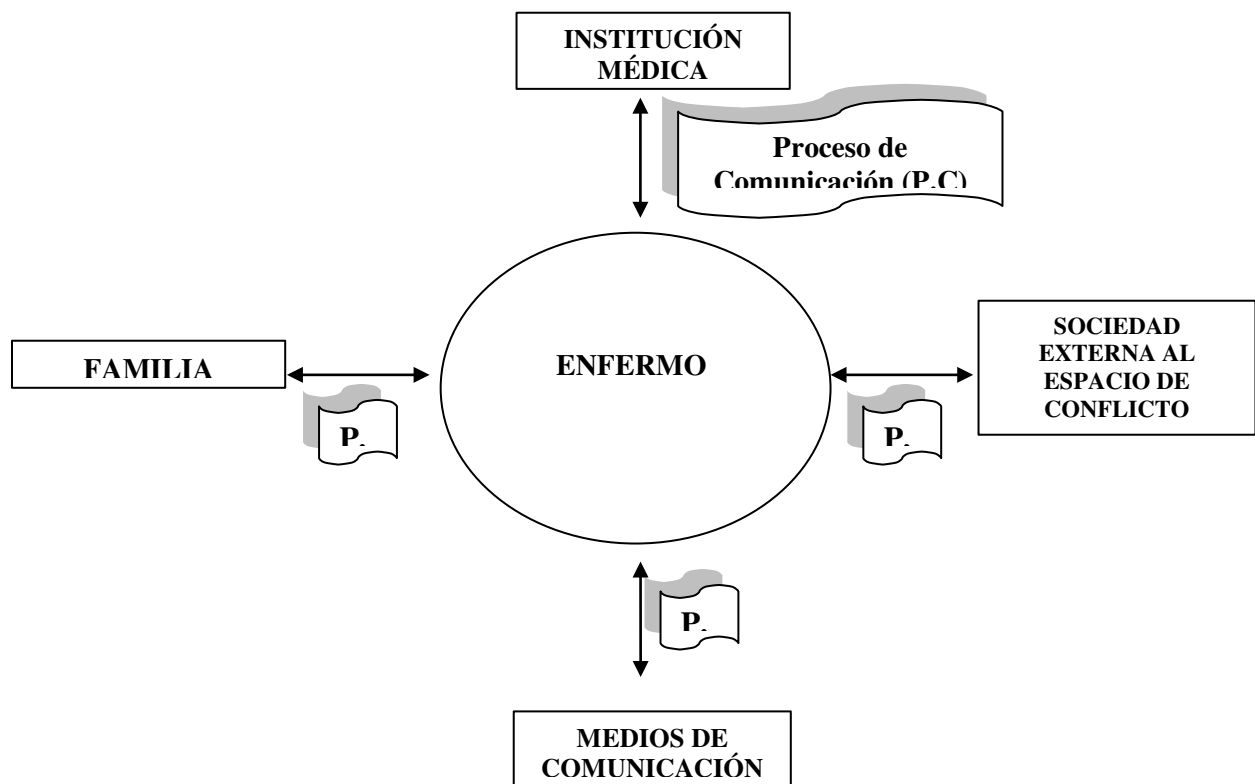 INSTITUCIÓN
MÉDICA
Proceso de
Comunicación (P.C)
FAMILIA
ENFERMO
SOCIEDAD
EXTERNA AL
ESPACIO DE
CONFLICTO
P.
P.
P.
MEDIOS DE
COMUNICACIÓN